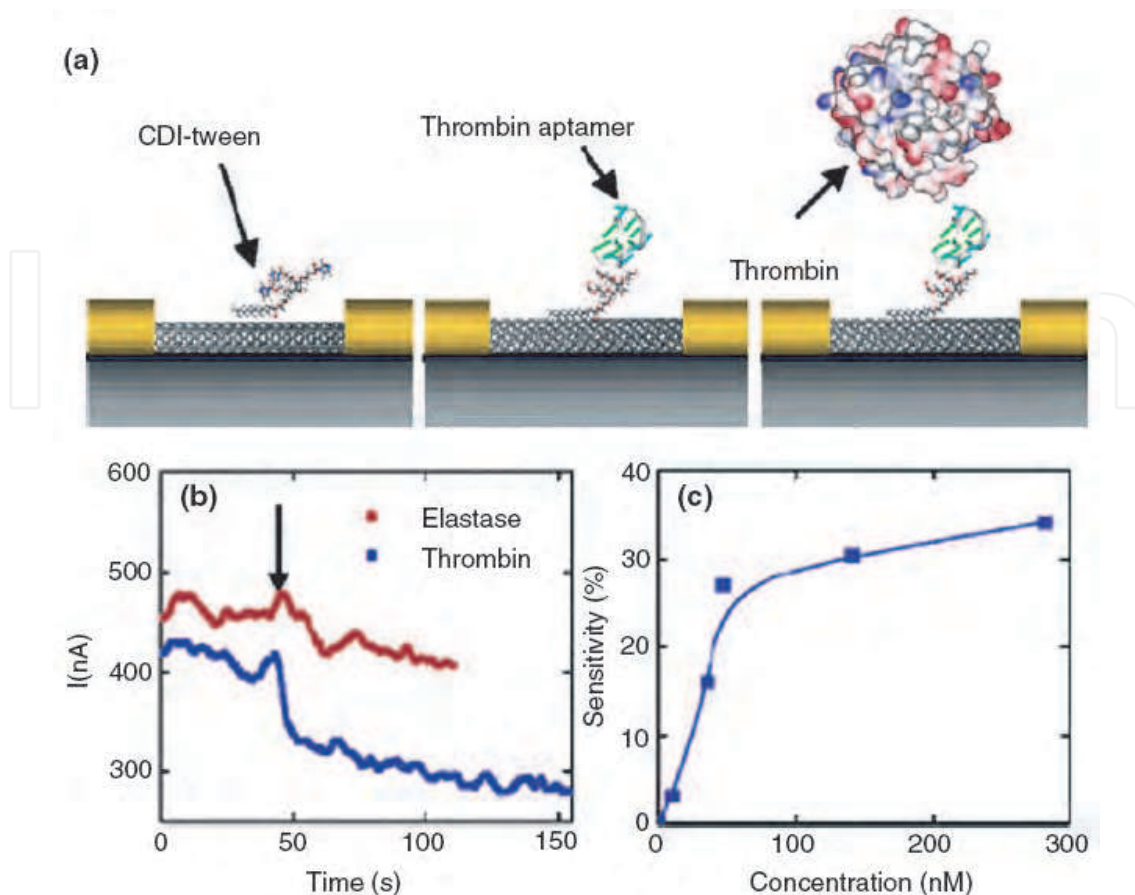 (a)
CDI-tween
Thrombin aptamer
Thrombin
(b)
Elastase
Thrombin
600
500
400
300
0
50
100
150
I(nA)
Time (s)
(c)
40
30
20
10
0
0
100
200
300
Sensitivity (%)
Concentration (nM)